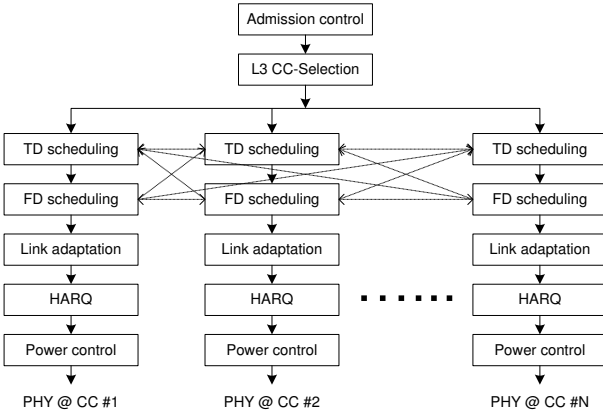 Admission control
L3 CC-Selection
TD scheduling TD scheduling TD scheduling
FD scheduling FD scheduling FD scheduling
Link adaptation Link adaptation Link adaptation
HARQ HARQ HARQ
Power control Power control Power control
PHY @ CC #1 PHY @ CC #2 PHY @ CC #N